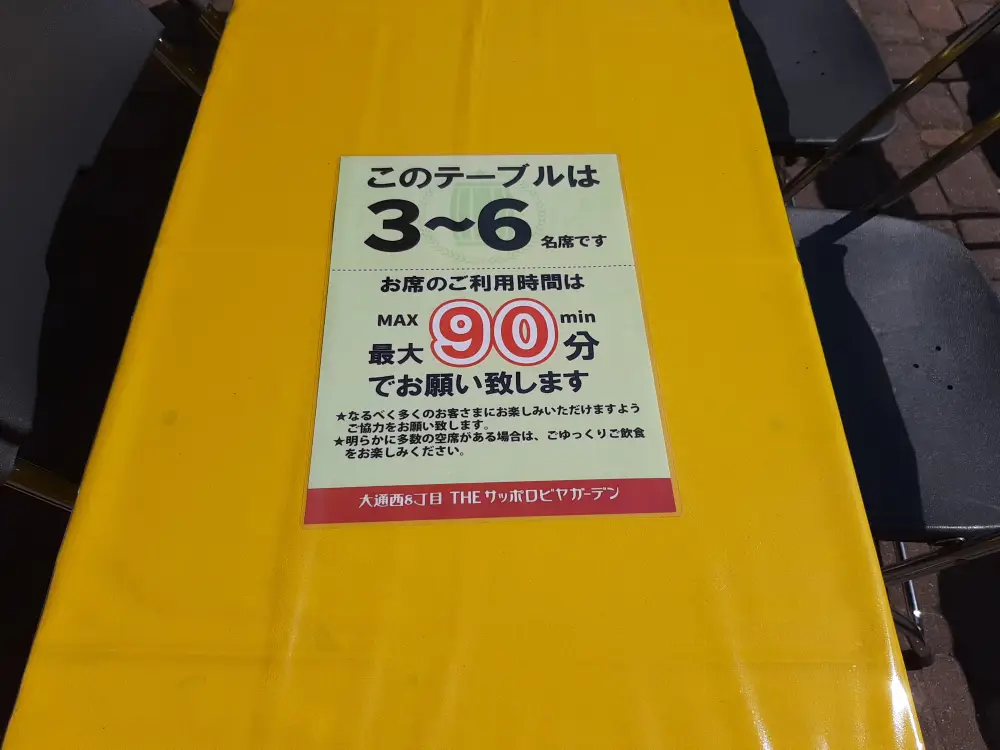 このテーブルは
3〜6 名席です
お席のご利用時間は
MAX 90 min
最大 分
でお願い致します
★なるべく多くのお客さまにお楽しみいただけますよう
ご協力をお願い致します。
★明らかに多数の空席がある場合は、ごゆっくりご飲食
をお楽しみください。
大通西8丁目 THEサッポロビヤガーデン